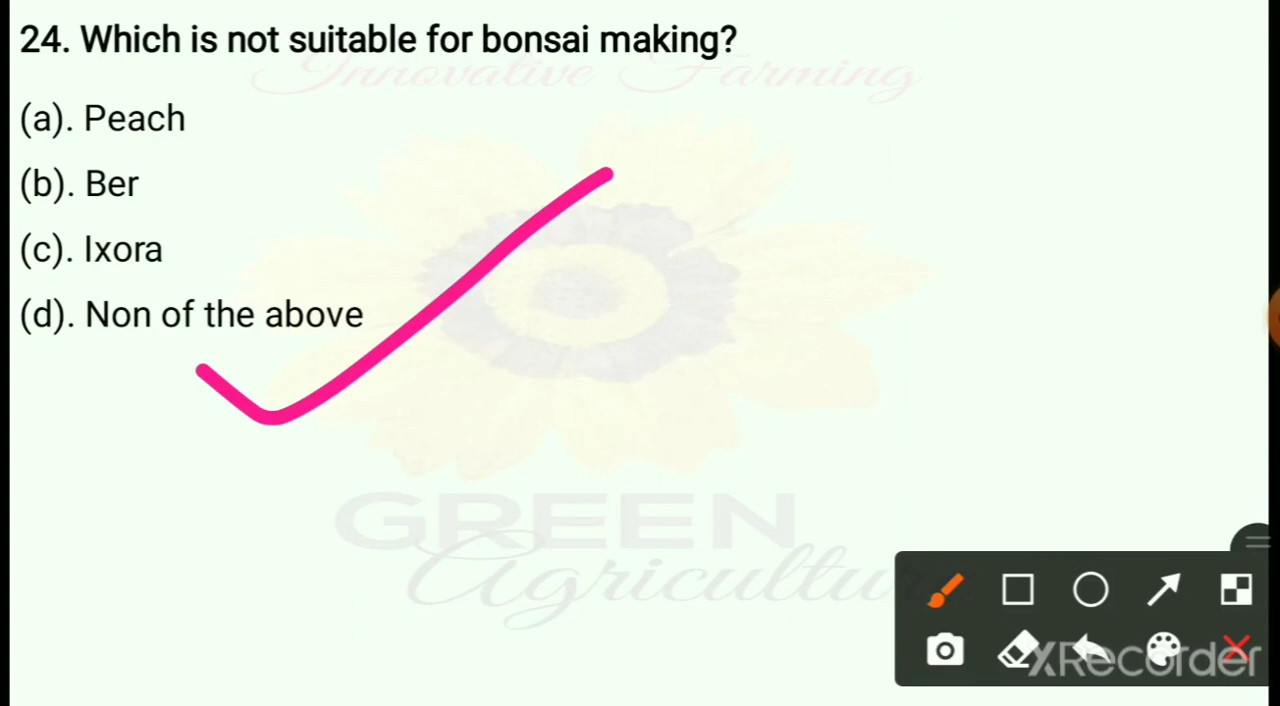 24. Which is not suitable for bonsai making?
Innovative Farming
(a). Peach
(b). Ber
(c). Ixora
(d). Non of the above
GREEN
Agricultu
XRecorder